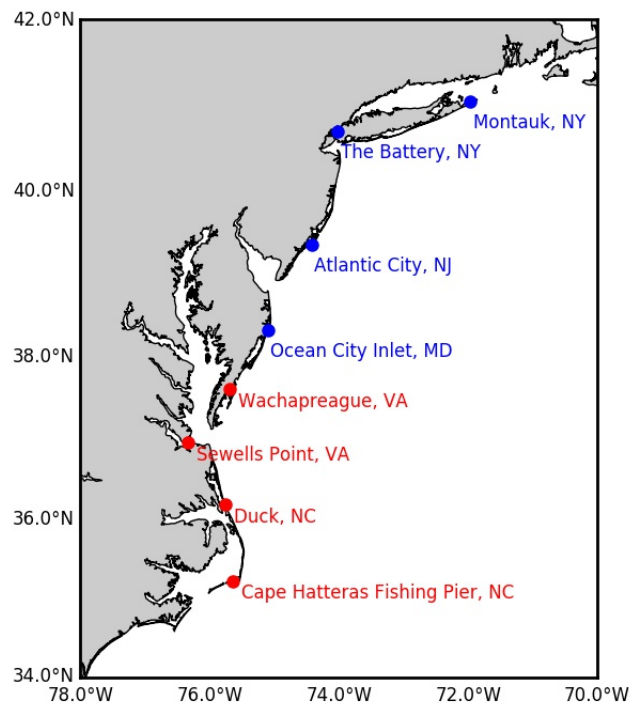 42.0°N
Montauk, NY
The Battery, NY
40.0°N
Atlantic City, NJ
38.0°N
Ocean City Inlet, MD
Wachapreague, VA
Sewells Point, VA
36.0°N
Duck, NC
Cape Hatteras Fishing Pier, NC
34.0°N
78.0°W 76.0°W 74.0°W 72.0°W 70.0°W